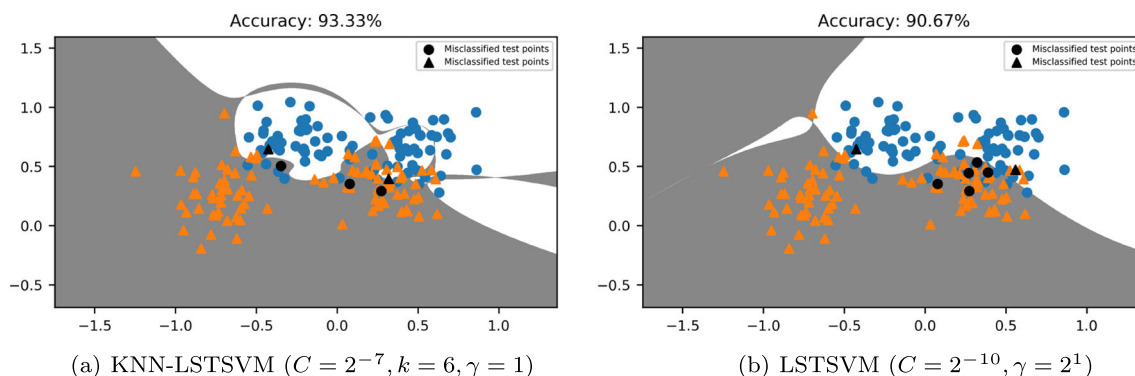 Accuracy: 93.33%
Accuracy: 90.67%
Misclassified test points
Misclassified test points
Misclassified test points
Misclassified test points
1.5
1.0
0.5
0.0
−0.5
−1.5 −1.0 −0.5 0.0 0.5 1.0
1.5
1.0
0.5
0.0
−0.5
−1.5 −1.0 −0.5 0.0 0.5 1.0
(a) KNN-LSTSVM (C = 2⁻⁷, k = 6, γ = 1)
(b) LSTSVM (C = 2⁻¹⁰, γ = 2¹)